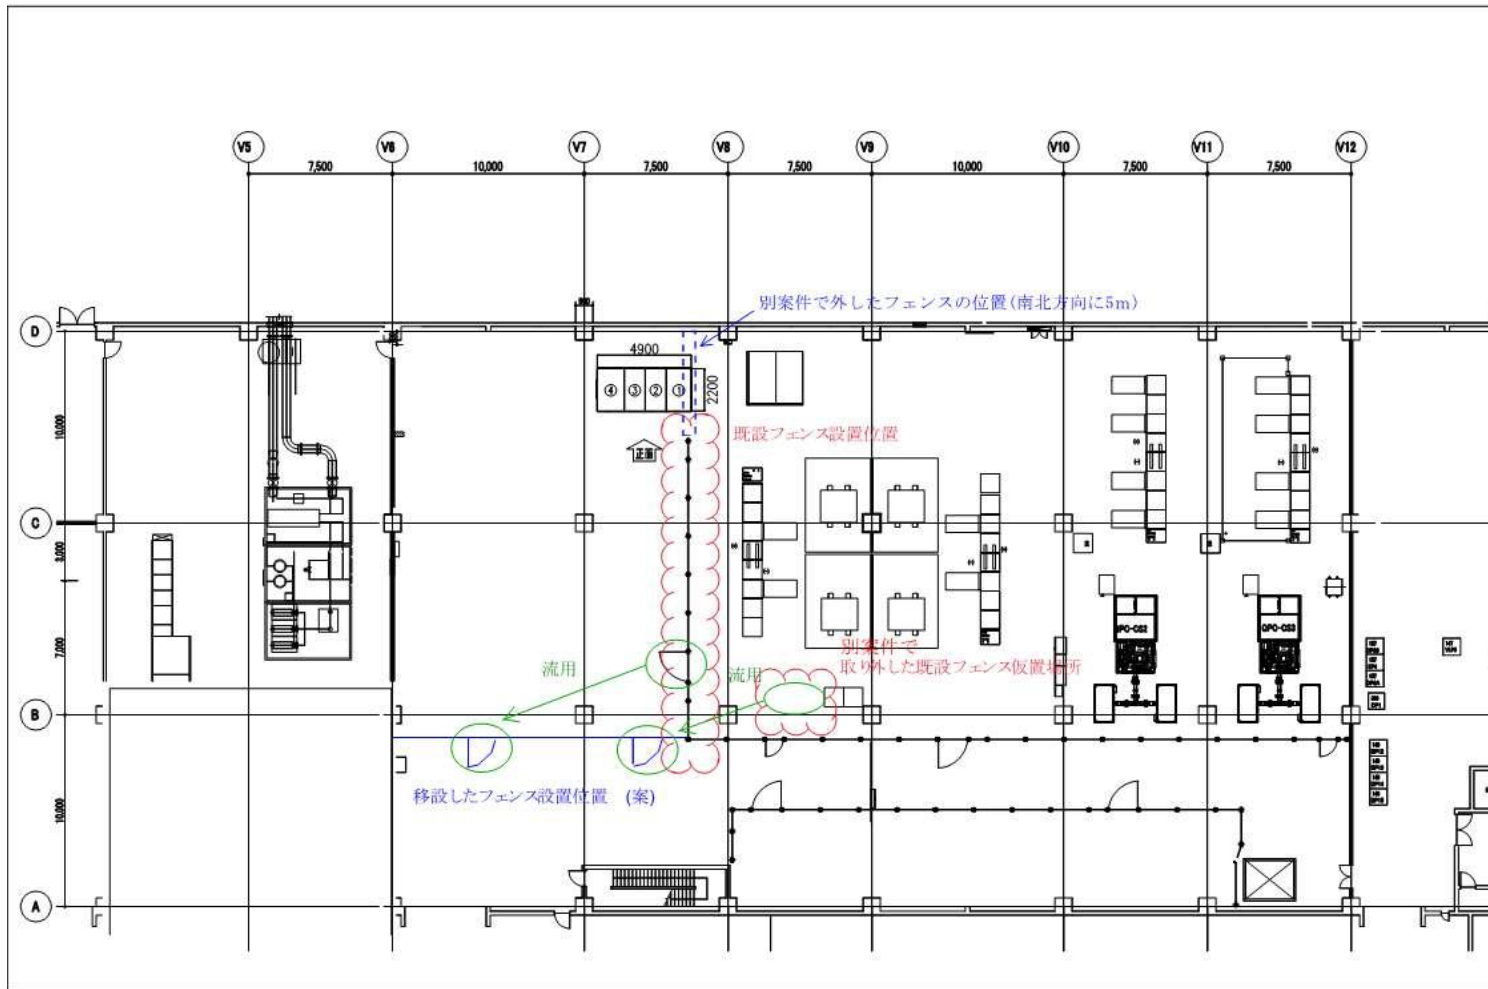 V5
V6
V7
V8
V9
V10
V11
V12
7,500
10,000
7,500
7,500
10,000
7,500
7,500
別案件で外したフェンスの位置(南北方向に5m)
D
4900
④ ③ ② ①
2200
既設フェンス設置位置
正面
10,000
C
3,000
7,000
流用
流用
別案件で
取り外した既設フェンス仮置場所
B
移設したフェンス設置位置 (案)
10,000
A